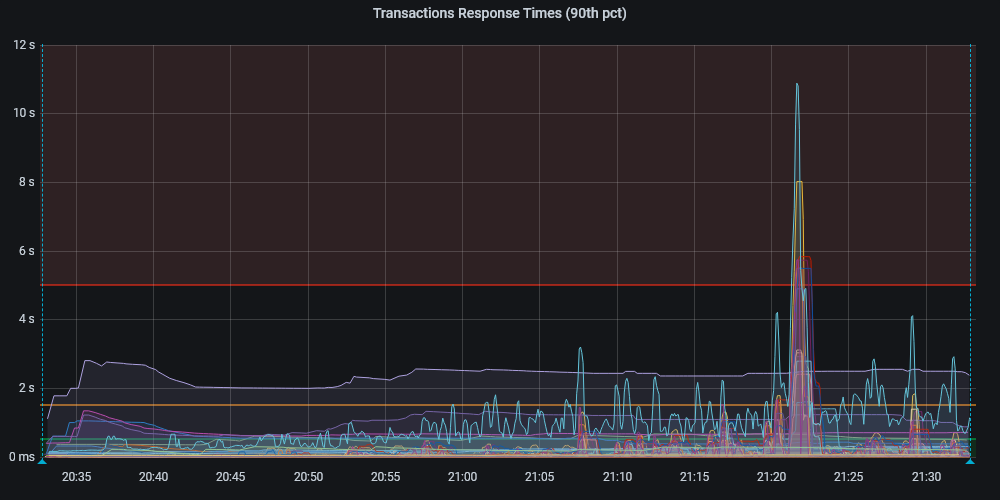 Transactions Response Times (90th pct)
12 s
10 s
8 s
6 s
4 s
2 s
0 ms
20:35 20:40 20:45 20:50 20:55 21:00 21:05 21:10 21:15 21:20 21:25 21:30